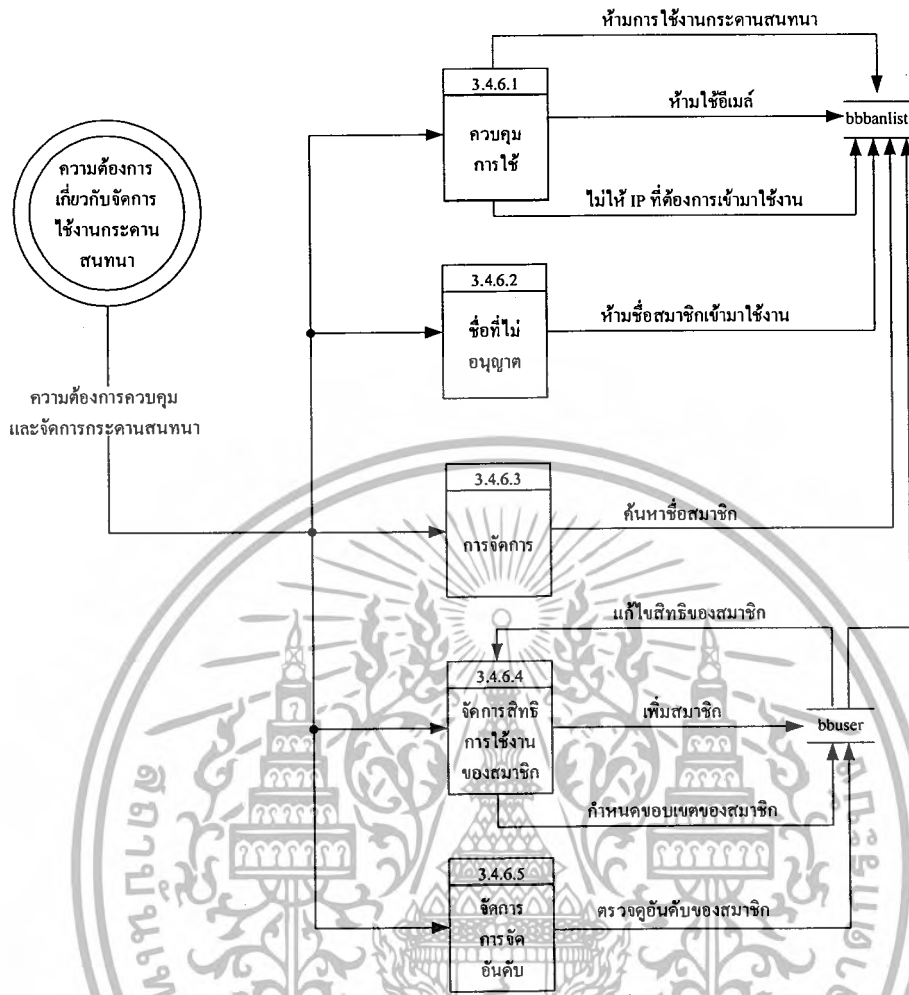 ห้ามการใช้งานกระดานสนทนา
3.4.6.1
ควบคุม
การใช้
ห้ามใช้อีเมล์
bbbanlist
ไม่ให้ IP ที่ต้องการเข้ามาใช้งาน
ความต้องการ
เกี่ยวกับจัดการ
ใช้งานกระดาน
สนทนา
3.4.6.2
ชื่อที่ไม่
อนุญาต
ห้ามชื่อสมาชิกเข้ามาใช้งาน
ความต้องการควบคุม
และจัดการกระดานสนทนา
3.4.6.3
การจัดการ
ค้นหาชื่อสมาชิก
แก้ไขสิทธิของสมาชิก
3.4.6.4
จัดการสิทธิ
การใช้งาน
ของสมาชิก
เพิ่มสมาชิก
bbuser
กำหนดขอบเขตของสมาชิก
3.4.6.5
จัดการ
การจัด
อันดับ
ตรวจดูอันดับของสมาชิก